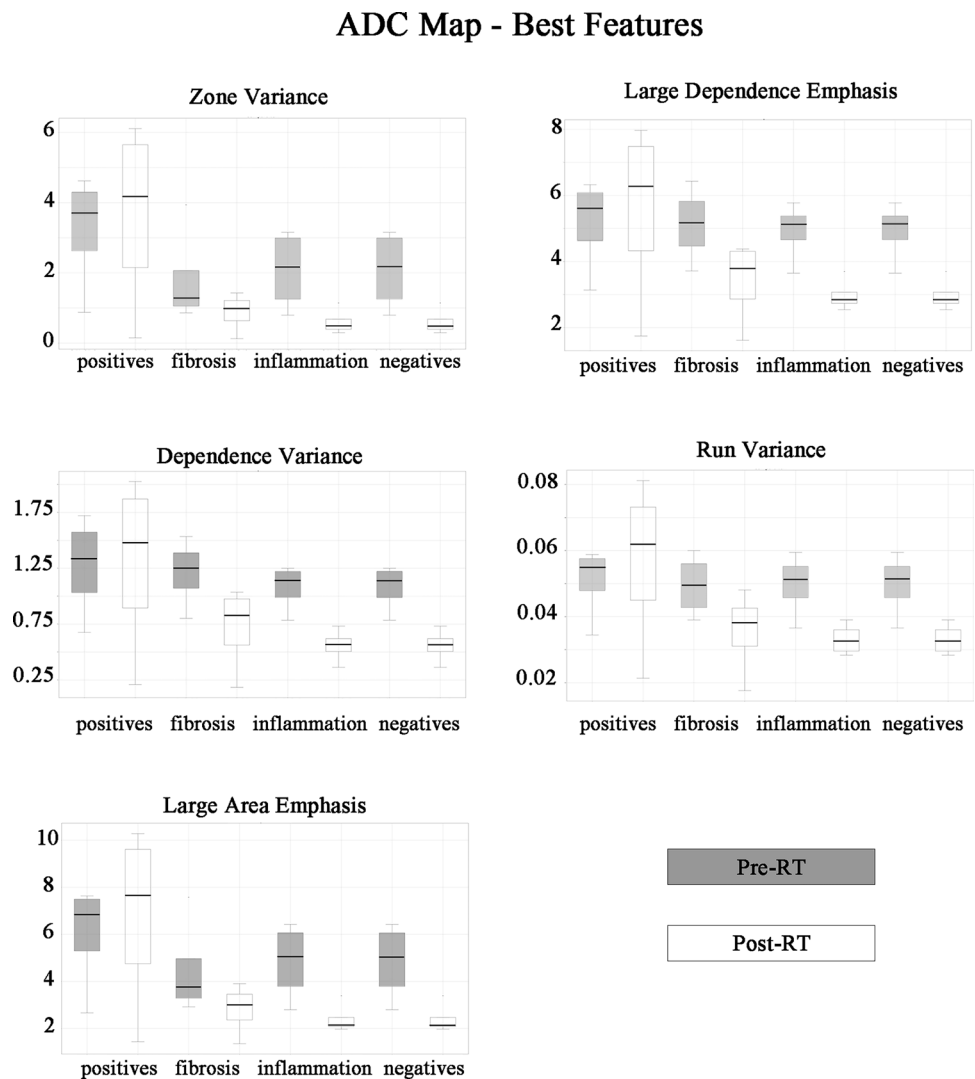 ADC Map - Best Features
Zone Variance
6
4
2
0
positives fibrosis inflammation negatives
Large Dependence Emphasis
8
6
4
2
positives fibrosis inflammation negatives
Dependence Variance
1.75
1.25
0.75
0.25
positives fibrosis inflammation negatives
Run Variance
0.08
0.06
0.04
0.02
positives fibrosis inflammation negatives
Large Area Emphasis
10
8
6
4
2
positives fibrosis inflammation negatives
Pre-RT
Post-RT